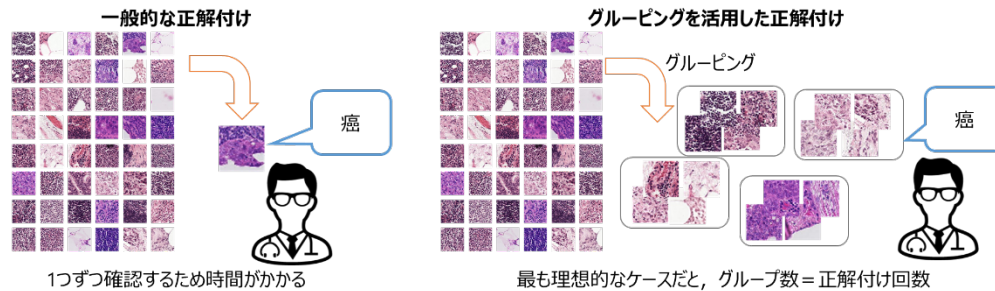 一般的な正解付け
癌
1つずつ確認するため時間がかかる
グルーピングを活用した正解付け
グルーピング
癌
最も理想的なケースだと，グループ数＝正解付け回数